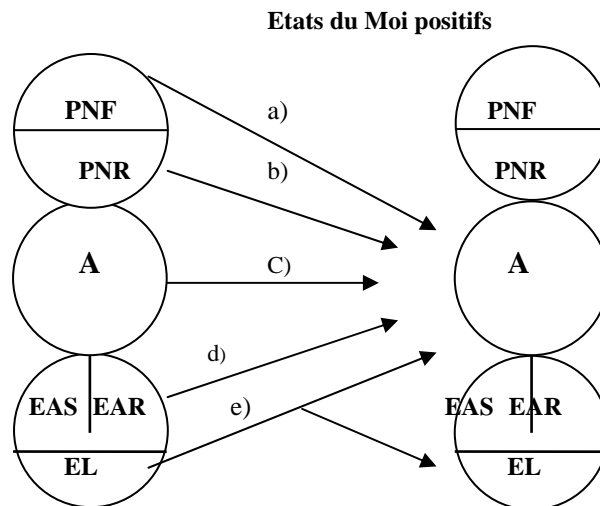 Etats du Moi positifs
PNF a) PNF
PNR b) PNR
A C) A
d)
EAS EAR e) EAS EAR
EL EL